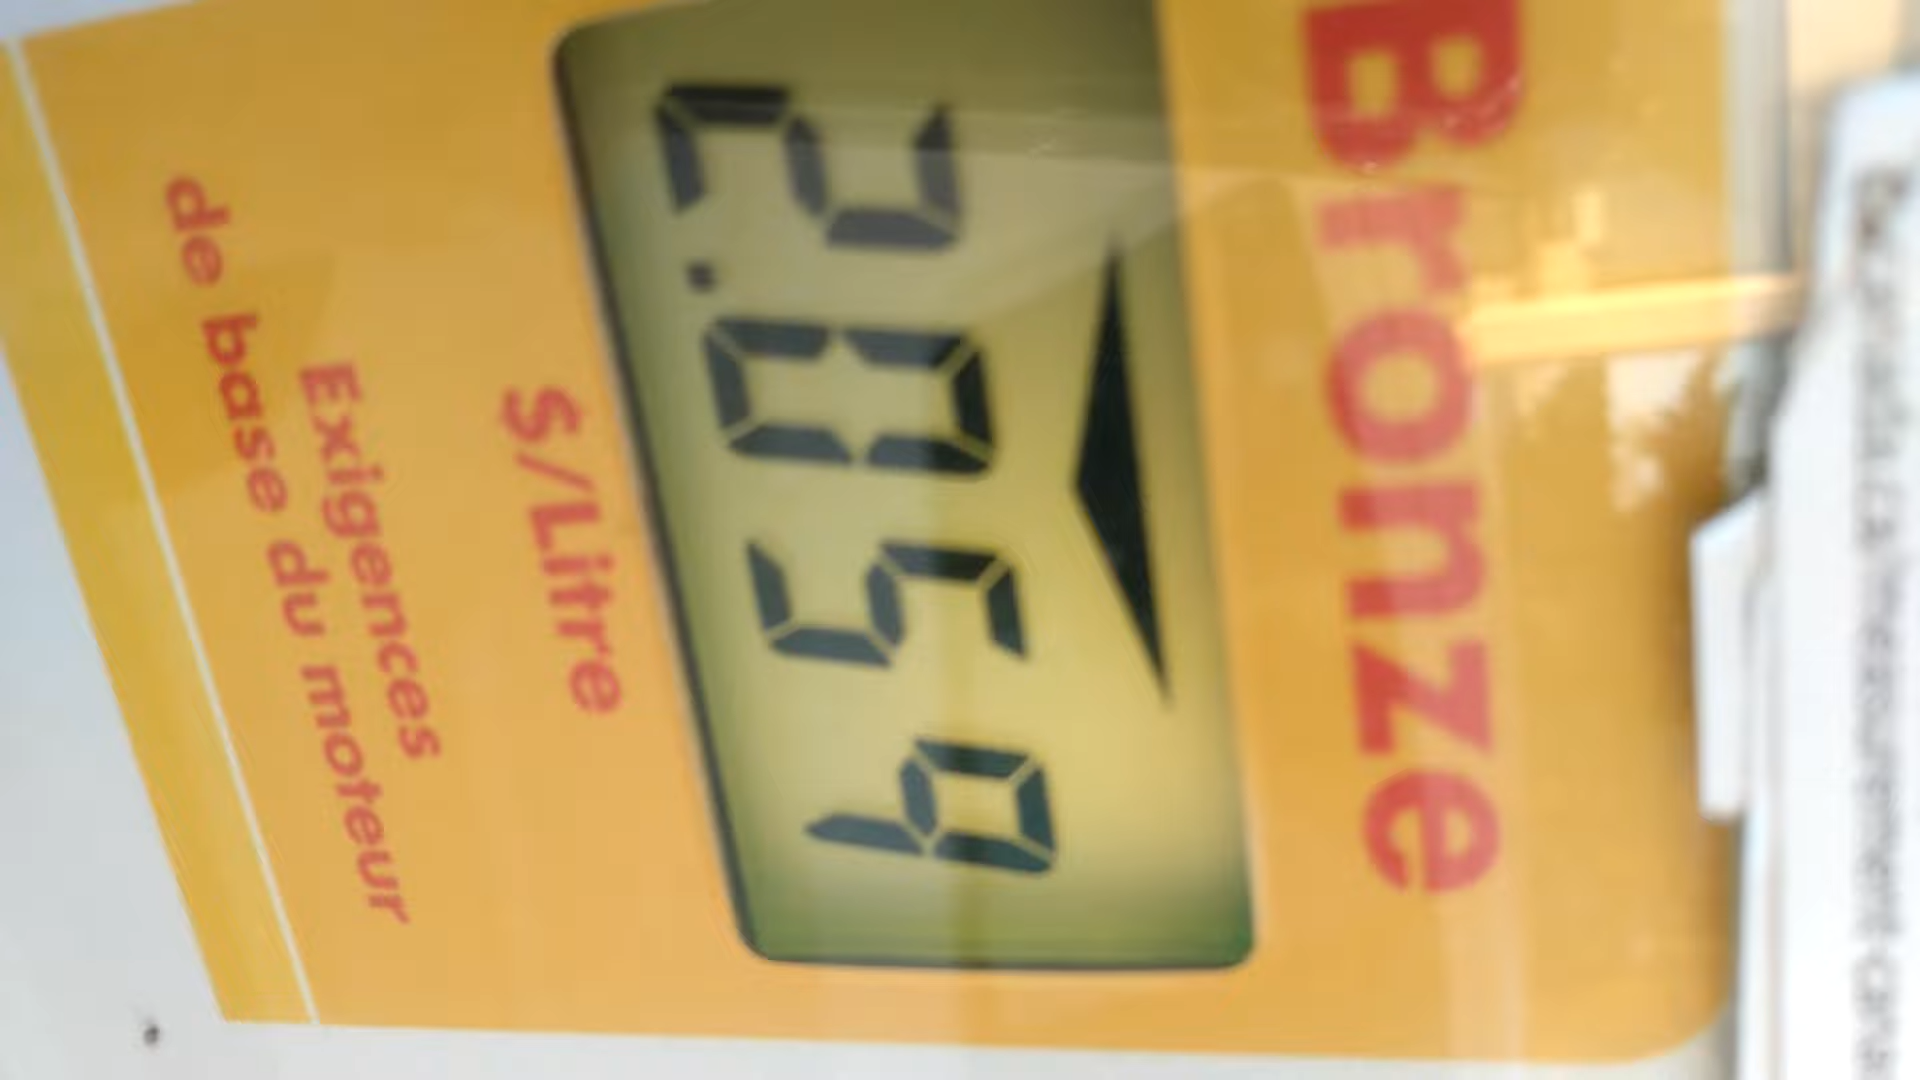 Bronze
2.059
$/Litre
Exigences
de base du moteur